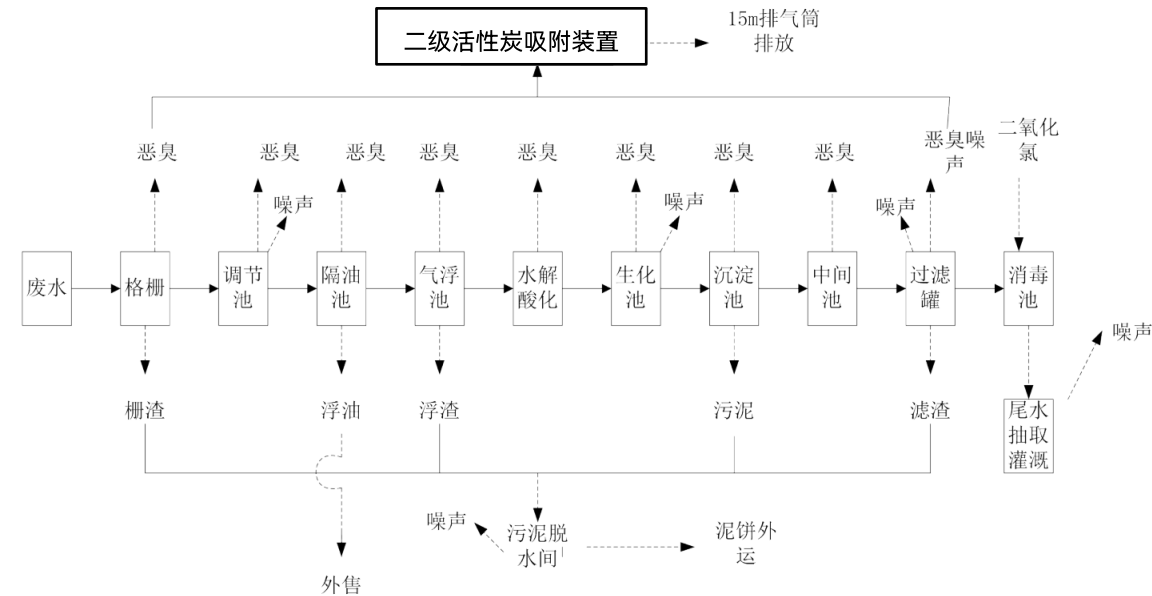 二级活性炭吸附装置
15m排气筒
排放
恶臭
恶臭
恶臭
恶臭
恶臭
恶臭
恶臭
恶臭噪
声
二氧化
氯
噪声
噪声
噪声
废水
格栅
调节
池
隔油
池
气浮
池
水解
酸化
生化
池
沉淀
池
中间
池
过滤
罐
消毒
池
噪声
栅渣
浮油
浮渣
污泥
滤渣
尾水
抽取
灌溉
噪声
污泥脱
水间
泥饼外
运
外售